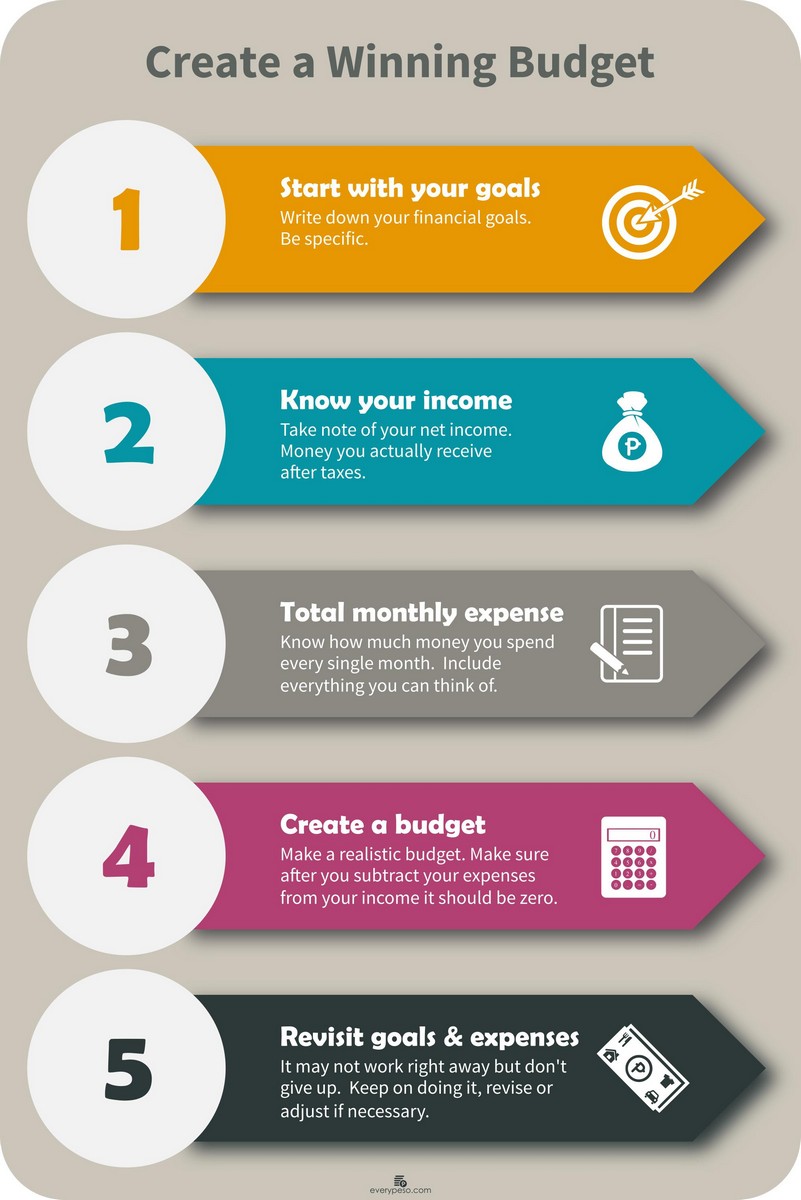 Create a Winning Budget
1
Start with your goals
Write down your financial goals.
Be specific.
2
Know your income
Take note of your net income.
Money you actually receive
after taxes.
P
3
Total monthly expense
Know how much money you spend
every single month. Include
everything you can think of.
4
Create a budget
Make a realistic budget. Make sure
after you subtract your expenses
from your income it should be zero.
0
5
Revisit goals & expenses
It may not work right away but don't
give up. Keep on doing it, revise or
adjust if necessary.
P
everypeso.com